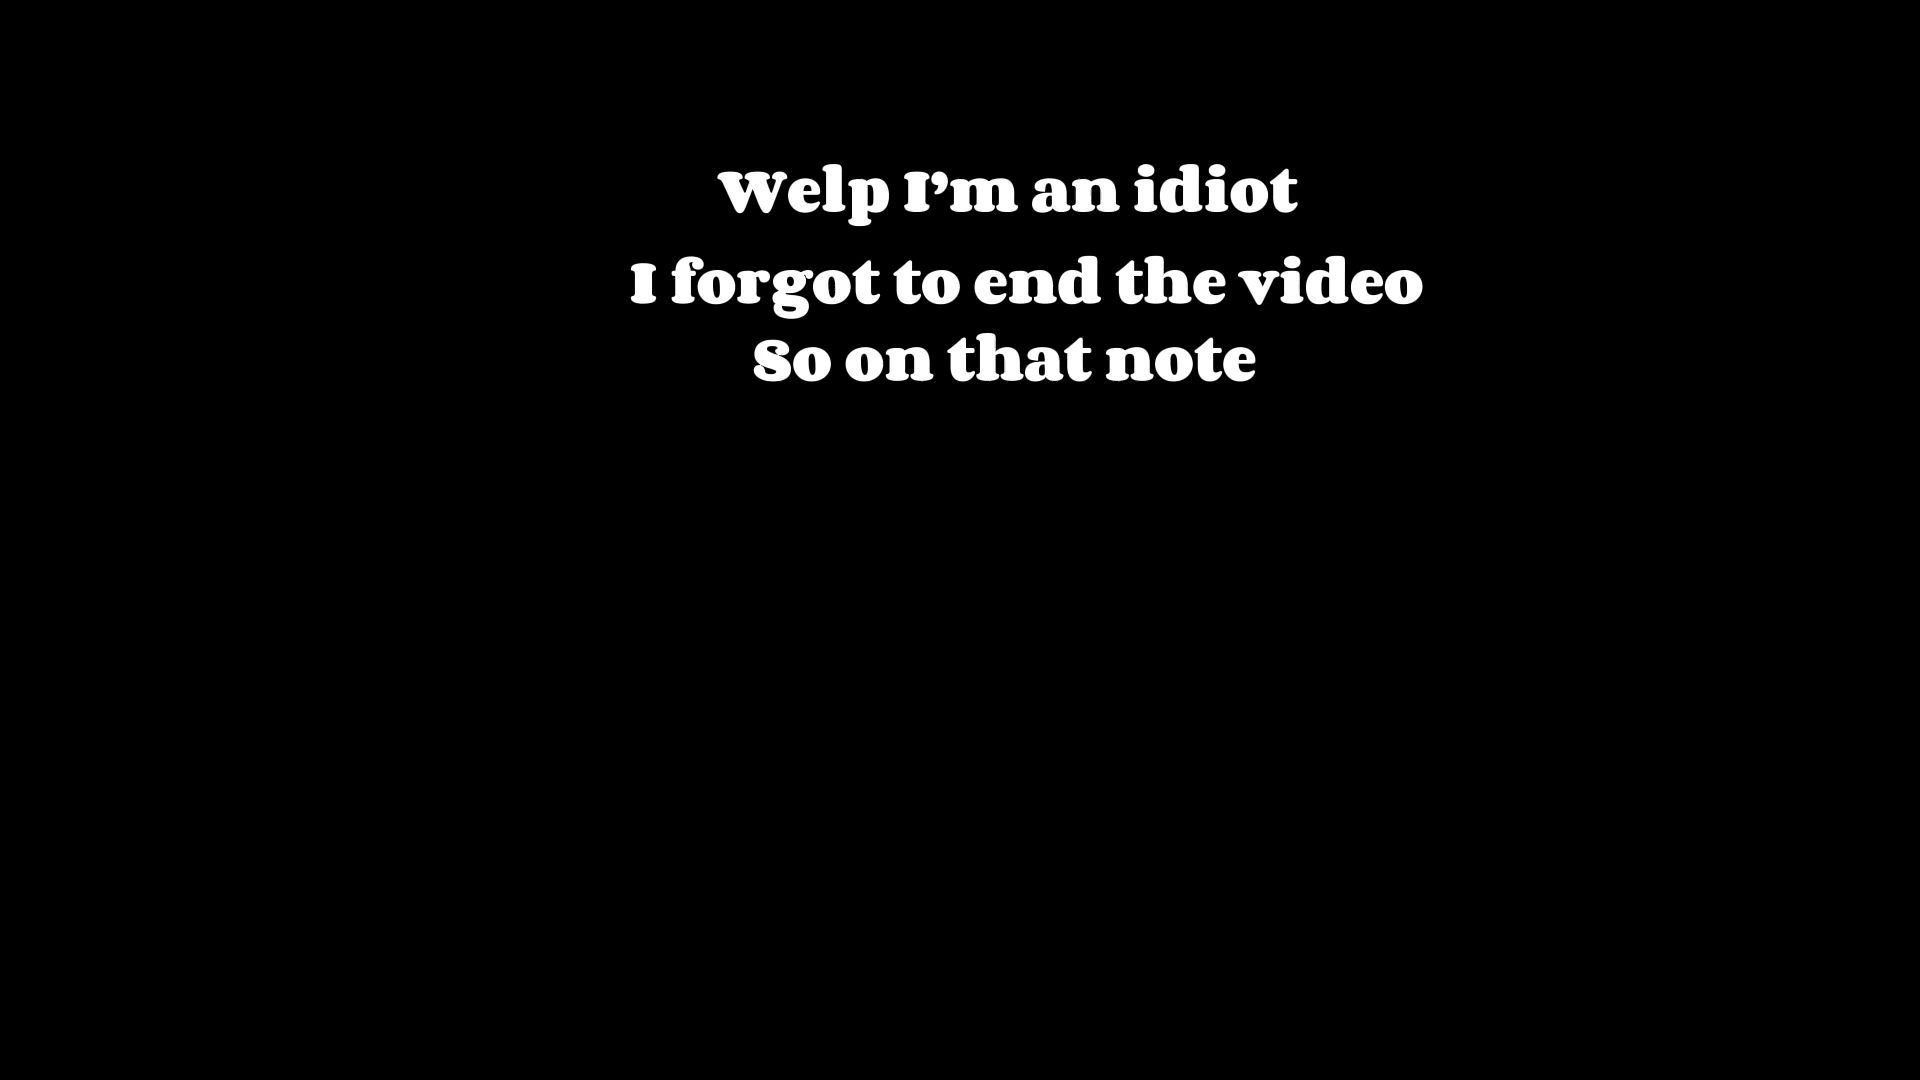 Welp I’m an idiot
I forgot to end the video
So on that note